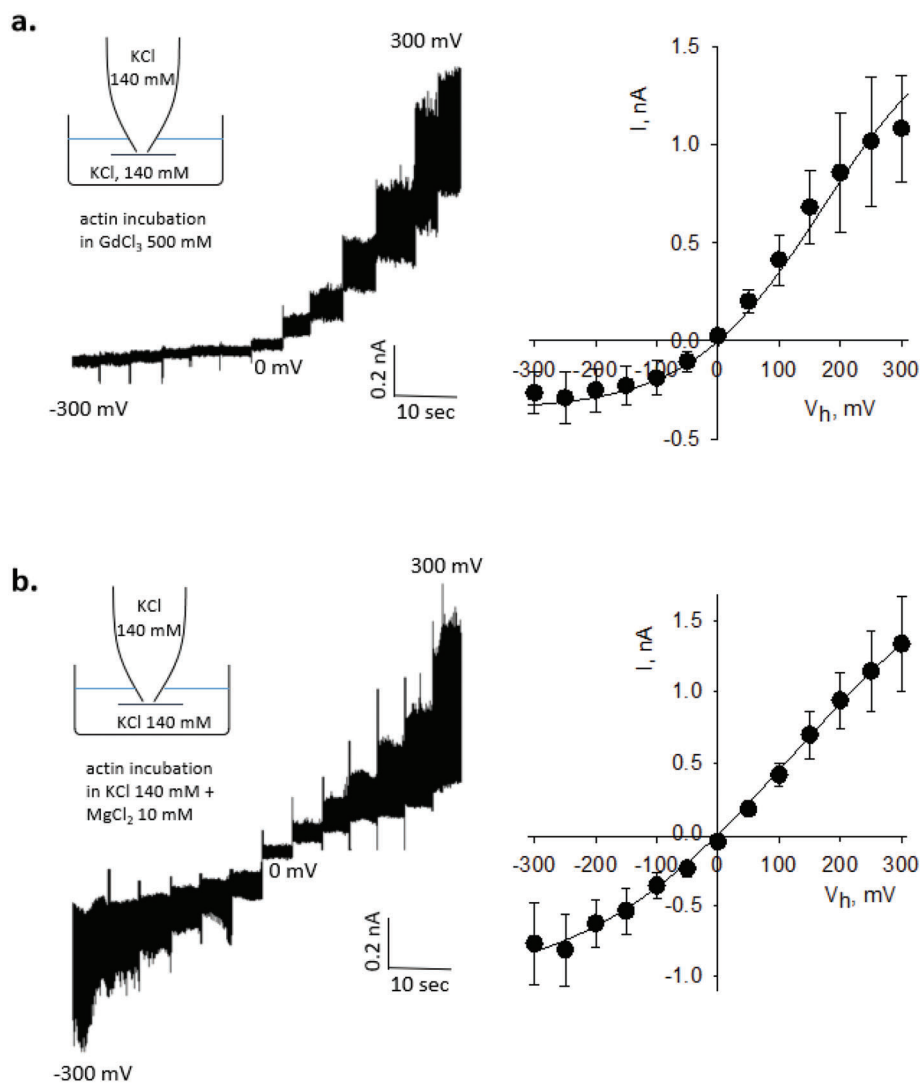 a.
KCl
140 mM
KCl, 140 mM
actin incubation
in GdCl₃ 500 mM
300 mV
0 mV
-300 mV
0.2 nA
10 sec
I, nA
1.5
1.0
0.5
0.0
-0.5
-300 -200 -100 0 100 200 300
Vₕ, mV
b.
KCl
140 mM
KCl 140 mM
actin incubation
in KCl 140 mM +
MgCl₂ 10 mM
300 mV
0 mV
-300 mV
0.2 nA
10 sec
I, nA
1.5
1.0
0.5
0.0
-0.5
-1.0
-300 -200 -100 0 100 200 300
Vₕ, mV